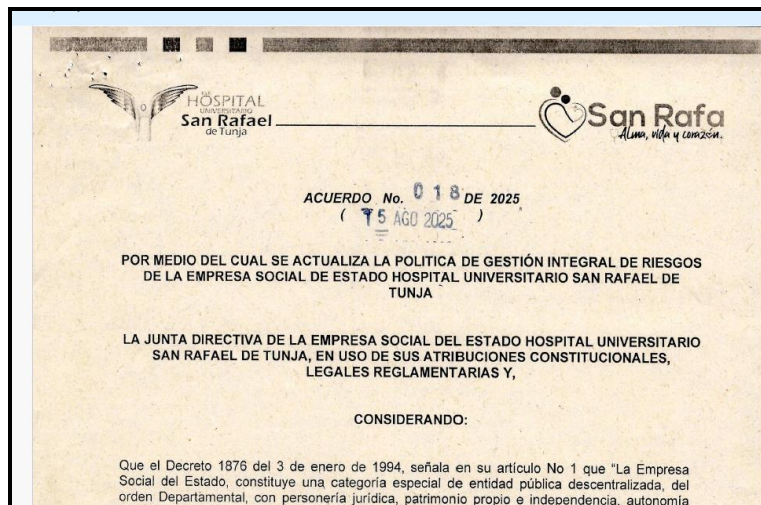 HOSPITAL
UNIVERSITARIO
San Rafael
de Tunja
San Rafa
Alma, vida y corazón.
ACUERDO No. 018 DE 2025
( 15 AGO 2025 )
POR MEDIO DEL CUAL SE ACTUALIZA LA POLITICA DE GESTIÓN INTEGRAL DE RIESGOS
DE LA EMPRESA SOCIAL DE ESTADO HOSPITAL UNIVERSITARIO SAN RAFAEL DE
TUNJA
LA JUNTA DIRECTIVA DE LA EMPRESA SOCIAL DEL ESTADO HOSPITAL UNIVERSITARIO
SAN RAFAEL DE TUNJA, EN USO DE SUS ATRIBUCIONES CONSTITUCIONALES,
LEGALES REGLAMENTARIAS Y,
CONSIDERANDO:
Que el Decreto 1876 del 3 de enero de 1994, señala en su artículo No 1 que “La Empresa
Social del Estado, constituye una categoría especial de entidad pública descentralizada, del
orden Departamental, con personería jurídica, patrimonio propio e independencia, autonomía